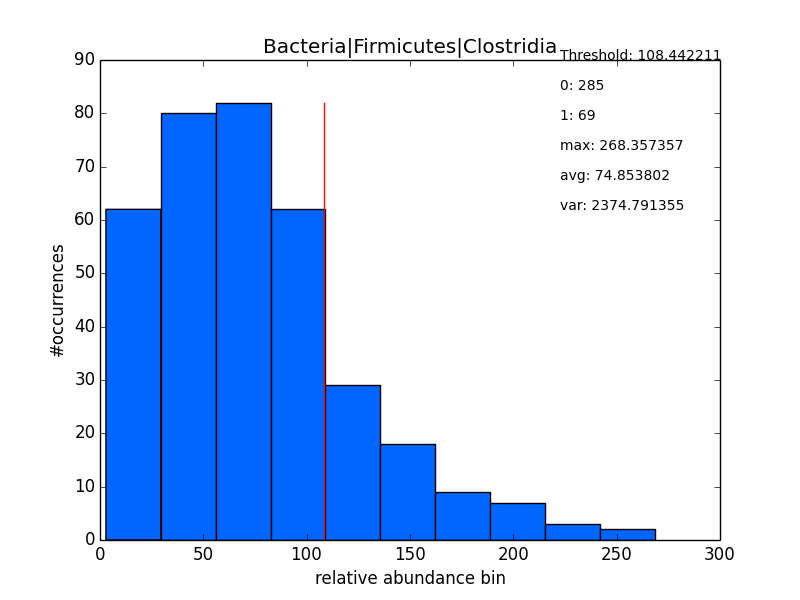 Bacteria|Firmicutes|Clostridia
Threshold: 108.442211
0: 285
1: 69
max: 268.357357
avg: 74.853802
var: 2374.791355
90
80
70
60
50
40
30
20
10
0
#occurrences
0 50 100 150 200 250 300
relative abundance bin